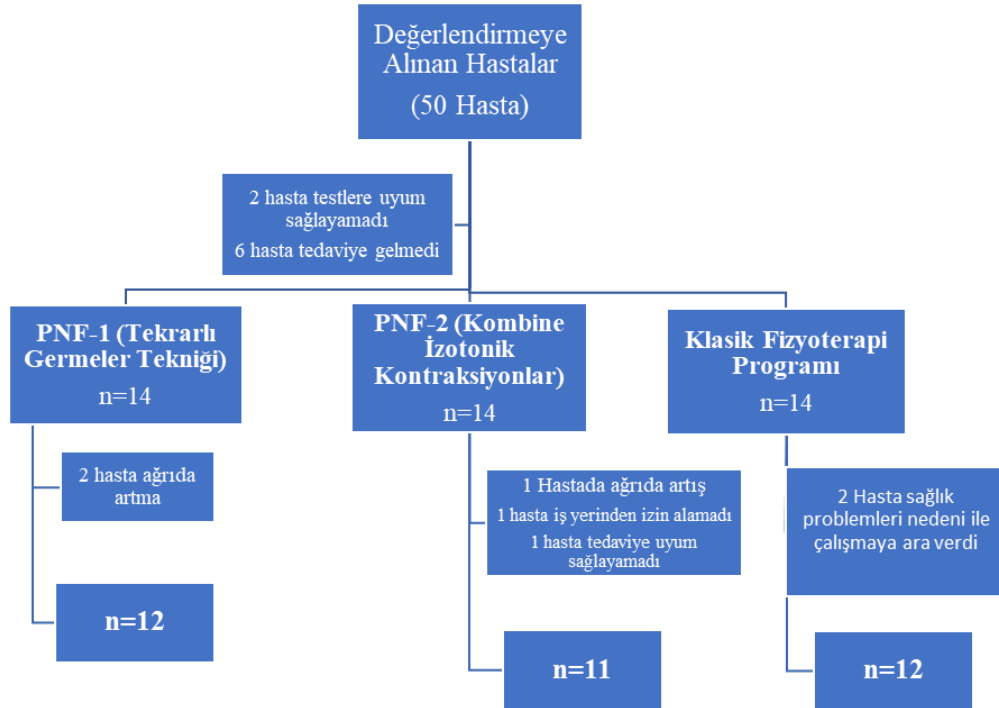 Değerlendirmeye
Alınan Hastalar
(50 Hasta)
2 hasta testlere uyum
sağlayamadı
6 hasta tedaviye gelmedi
PNF-1 (Tekrarlı
Germeler Tekniği)
n=14
PNF-2 (Kombine
İzotonik
Kontraksiyonlar)
n=14
Klasik Fizyoterapi
Programı
n=14
2 hasta ağrıda
artma
1 Hastada ağrıda artış
1 hasta iş yerinden izin alamadı
1 hasta tedaviye uyum
sağlayamadı
2 Hasta sağlık
problemleri nedeni ile
çalışmaya ara verdi
n=12
n=11
n=12